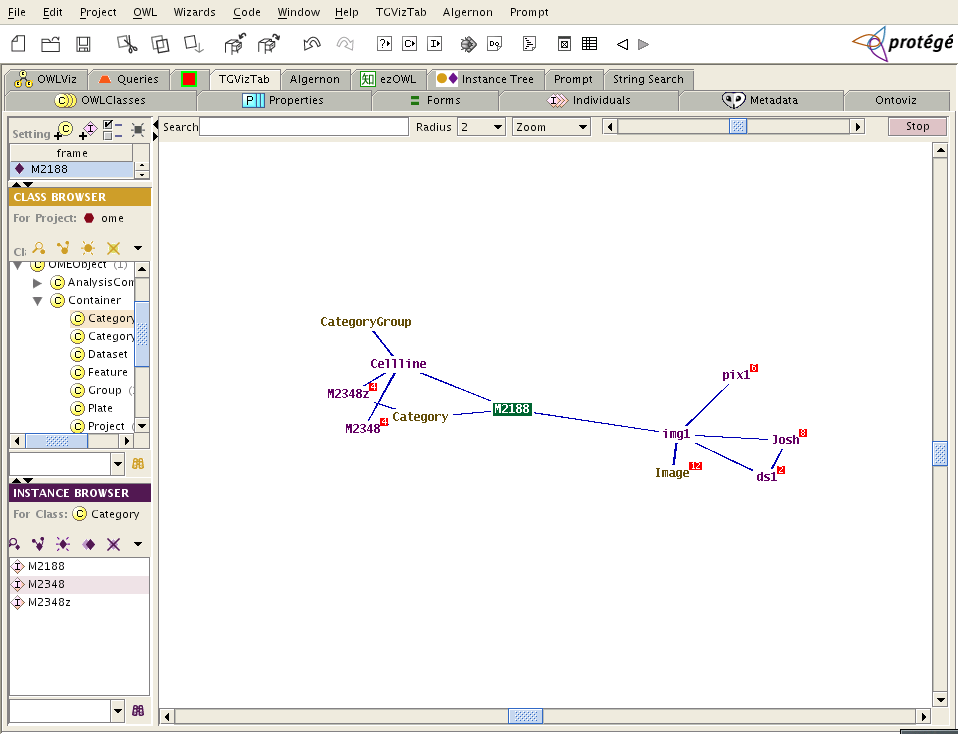 File Edit Project OWL Wizards Code Window Help TGVizTab Algernon Prompt
protégé
OWLViz Queries TGVizTab Algernon ezOWL Instance Tree Prompt String Search
OWLClasses Properties Forms Individuals Metadata Ontoviz
Setting Search Radius 2 Zoom Stop
frame
M2188
CLASS BROWSER
For Project: ome
Cl:
OMEObject (1)
AnalysisCom
Container
Category
Category
Dataset
Feature
Group
Plate
Project
INSTANCE BROWSER
For Class: Category
M2188
M2348
M2348z
CategoryGroup
Cellline
M2348z 4
M2348 4
Category
M2188
pix1 6
img1
Josh 8
Image 12
ds1 2